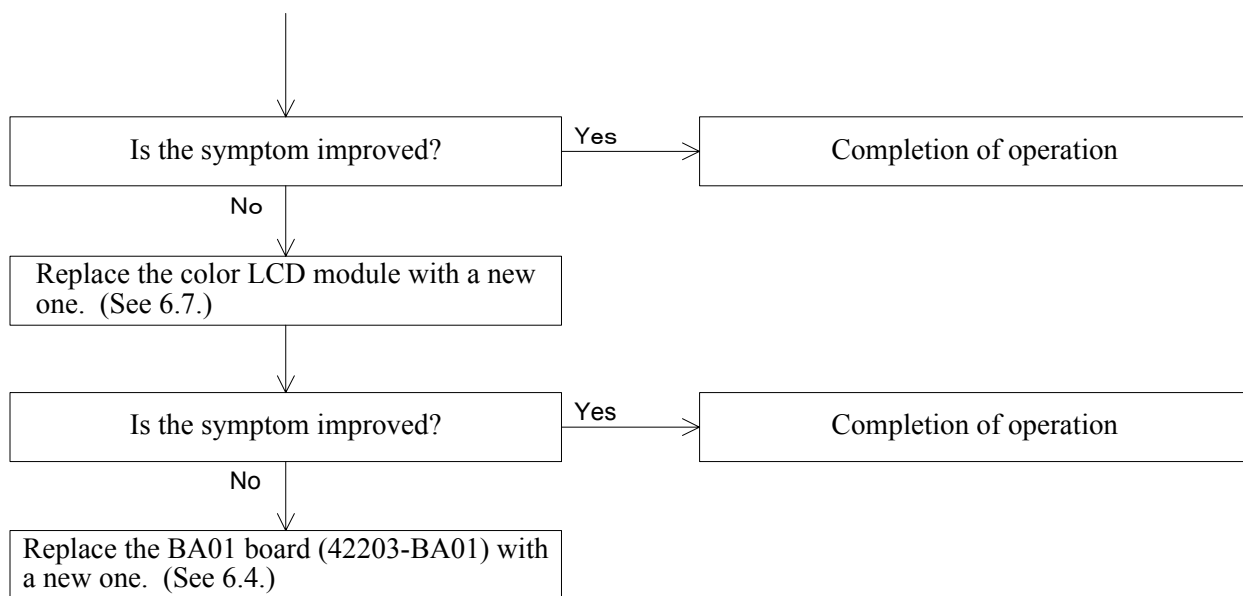 Is the symptom improved?
Yes
Completion of operation
No
Replace the color LCD module with a new
one.  (See 6.7.)
Is the symptom improved?
Yes
Completion of operation
No
Replace the BA01 board (42203-BA01) with
a new one.  (See 6.4.)